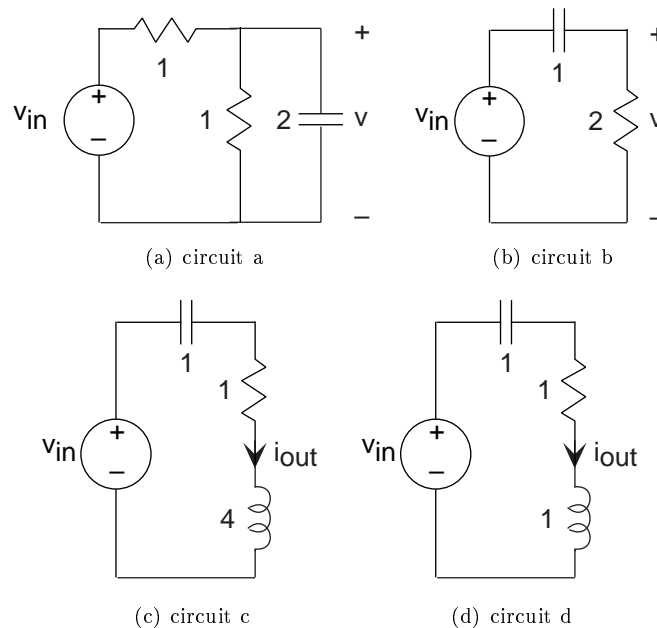 1
+
v_in
+
−
1
2
v
−
(a) circuit a
1
+
v_in
+
−
2
v
−
(b) circuit b
1
1
v_in
+
−
i_out
4
(c) circuit c
1
1
v_in
+
−
i_out
1
(d) circuit d